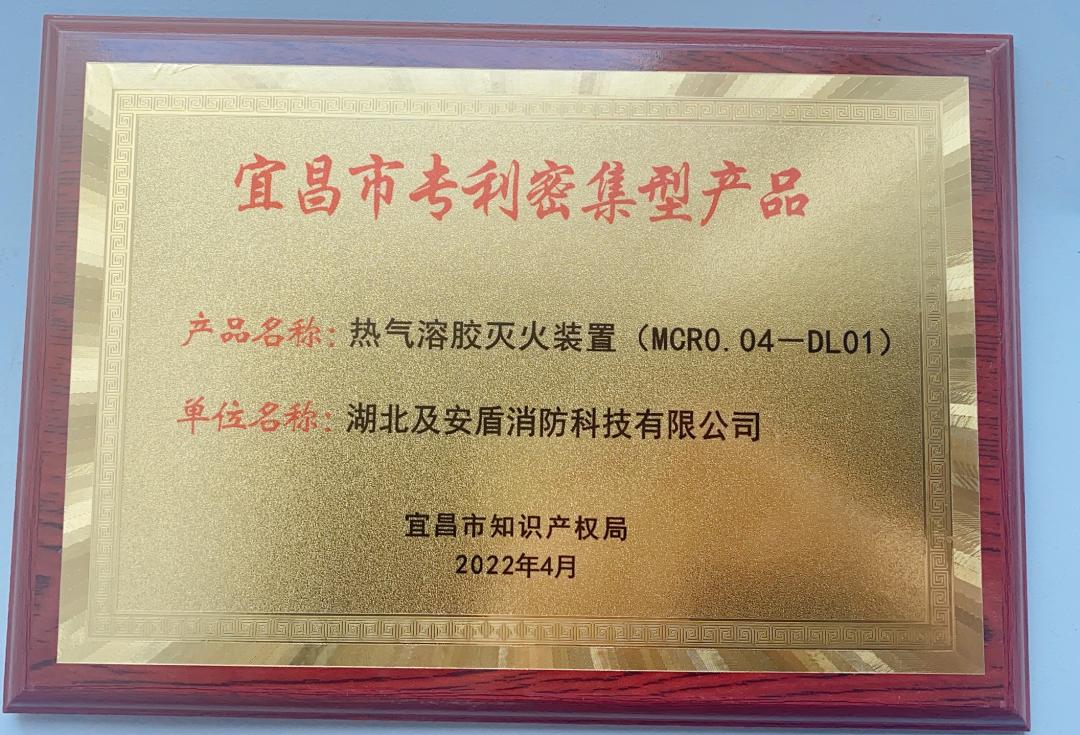 宜昌市专利密集型产品
产品名称：热气溶胶灭火装置（MCR0.04—DL01）
单位名称：湖北及安盾消防科技有限公司
宜昌市知识产权局
2022年4月